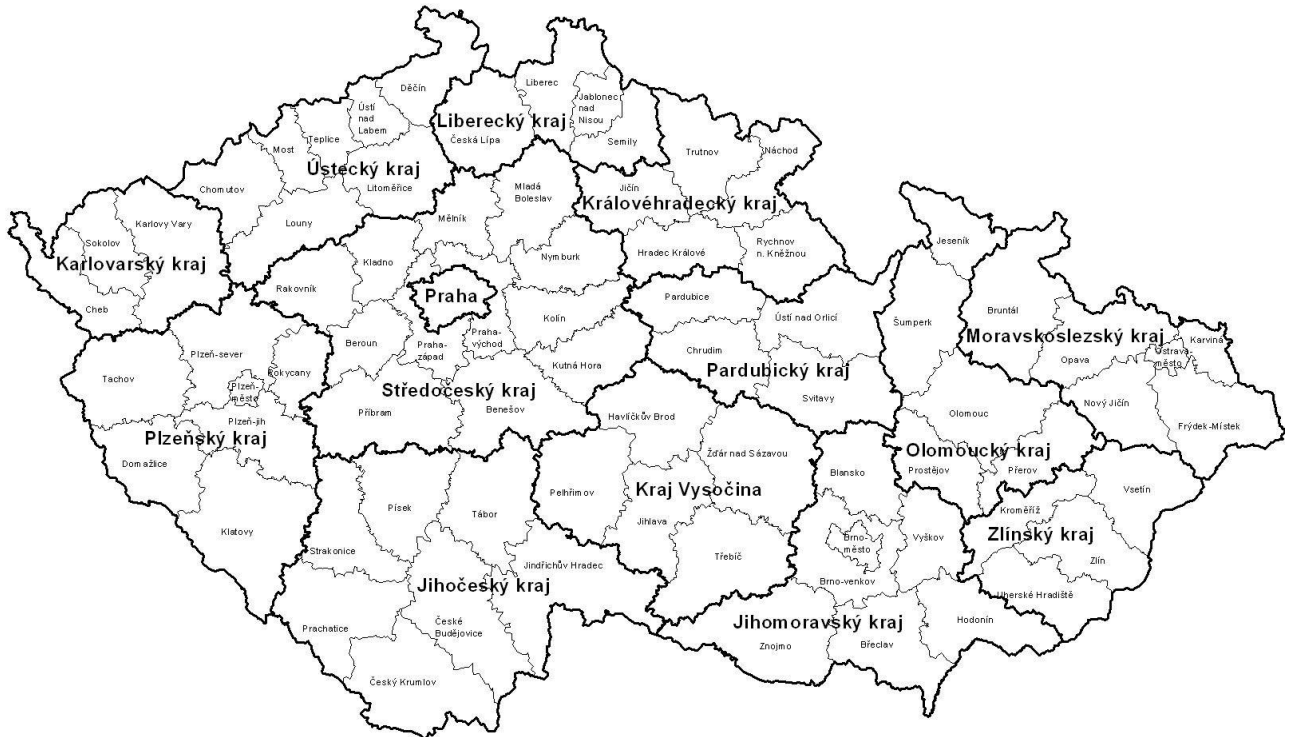 Děčín
Liberec
Ústí
nad
Labem
Jablonec
nad
Nisou
Liberecký kraj
Česká Lípa
Semily
Teplice
Most
Ústecký kraj
Chomutov
Litoměřice
Louny
Trutnov
Náchod
Jičín
Královéhradecký kraj
Hradec Králové
Rychnov
n. Kněžnou
Mladá
Boleslav
Mělník
Karlovy Vary
Sokolov
Karlovarský kraj
Cheb
Kladno
Rakovník
Nymburk
Praha
Kolín
Beroun
Praha-
západ
Praha-
východ
Kutná Hora
Středočeský kraj
Příbram
Benešov
Pardubice
Ústí nad Orlicí
Chrudim
Pardubický kraj
Svitavy
Jeseník
Šumperk
Bruntál
Moravskoslezský kraj
Karviná
Opava
Ostrava-
město
Nový Jičín
Frýdek-Místek
Plzeň-sever
Tachov
Rokycany
Plzeň-
město
Plzeň-jih
Plzeňský kraj
Domažlice
Klatovy
Olomouc
Olomoucký kraj
Prostějov
Přerov
Havlíčkův Brod
Žďár nad Sázavou
Pelhřimov
Kraj Vysočina
Jihlava
Třebíč
Blansko
Brno-
město
Vyškov
Brno-venkov
Vsetín
Kroměříž
Zlínský kraj
Zlín
Uherské Hradiště
Písek
Tábor
Strakonice
Jindřichův Hradec
Jihočeský kraj
Prachatice
České
Budějovice
Český Krumlov
Jihomoravský kraj
Hodonín
Znojmo
Břeclav